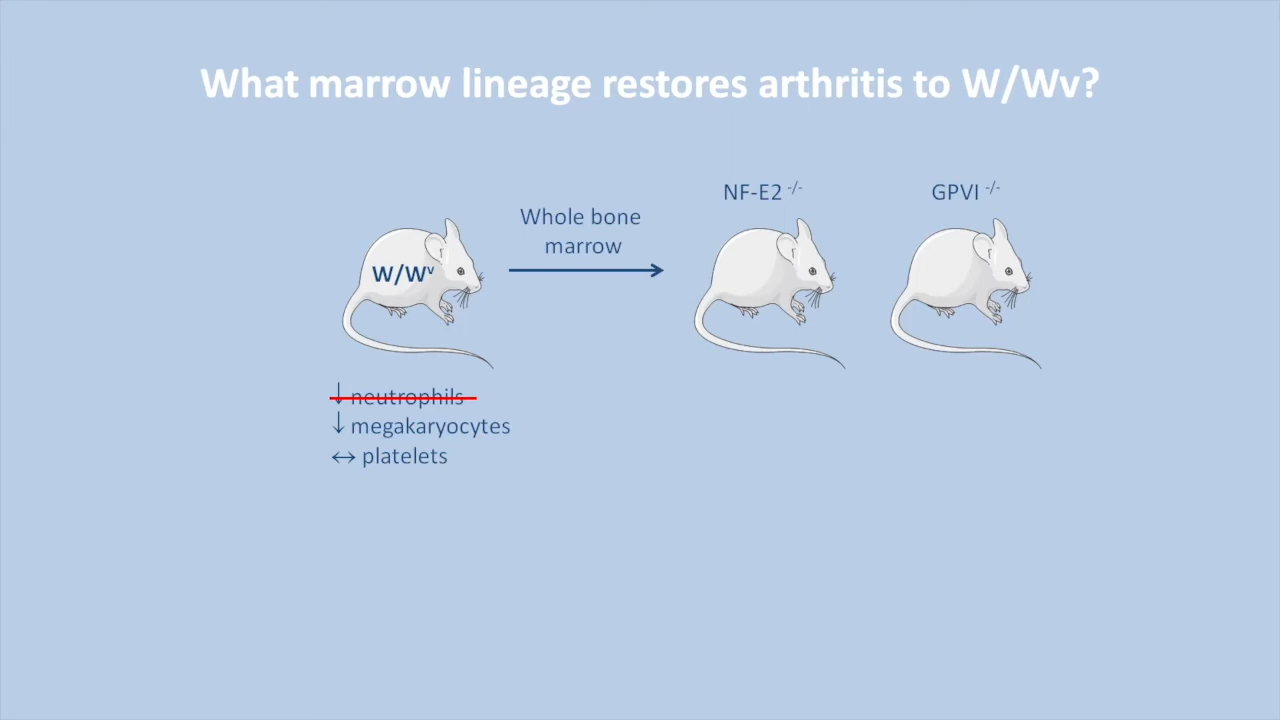 What marrow lineage restores arthritis to W/Wv?
NF-E2 -/-
GPVI -/-
Whole bone
marrow
W/Wv
↓ neutrophils
↓ megakaryocytes
↔ platelets